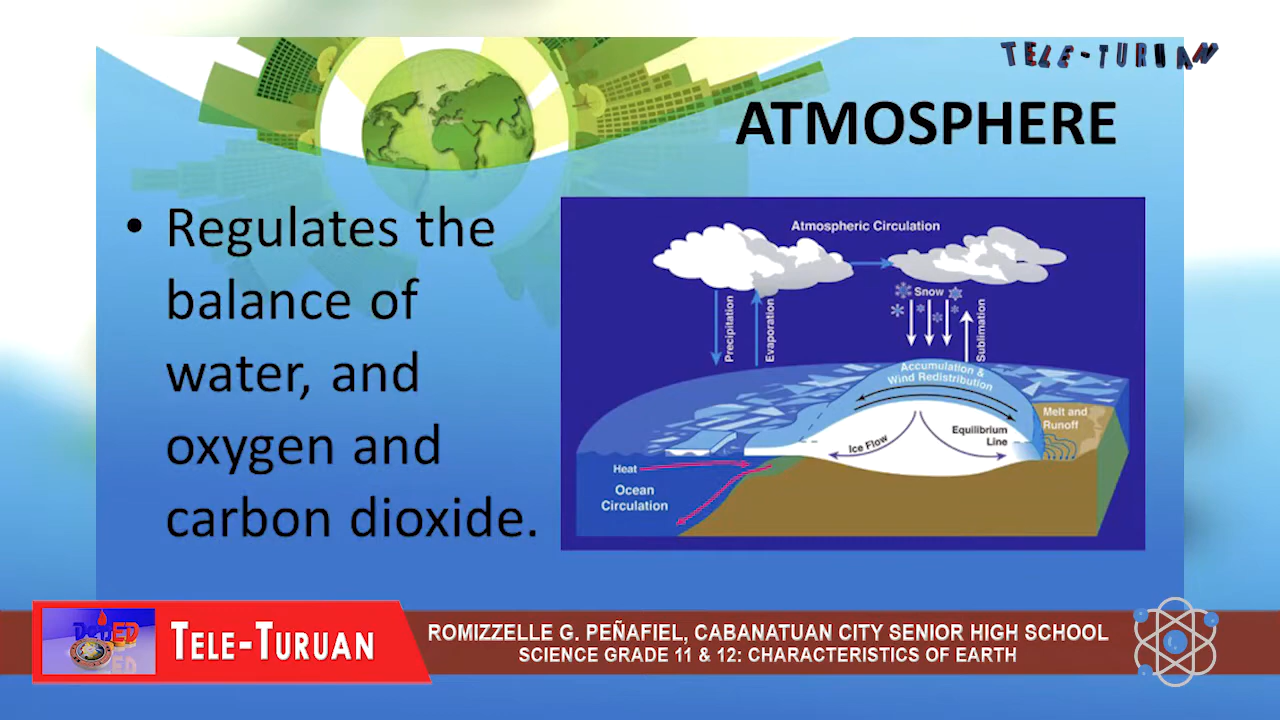 TELE-TURUAN
ATMOSPHERE
• Regulates the
balance of
water, and
oxygen and
carbon dioxide.
Atmospheric Circulation
Snow
Precipitation
Evaporation
Sublimation
Accumulation &
Wind Redistribution
Melt and
Runoff
Equilibrium
Line
Ice Flow
Heat
Ocean
Circulation
DepED
TELE-TURUAN
ROMIZZELLE G. PEÑAFIEL, CABANATUAN CITY SENIOR HIGH SCHOOL
SCIENCE GRADE 11 & 12: CHARACTERISTICS OF EARTH